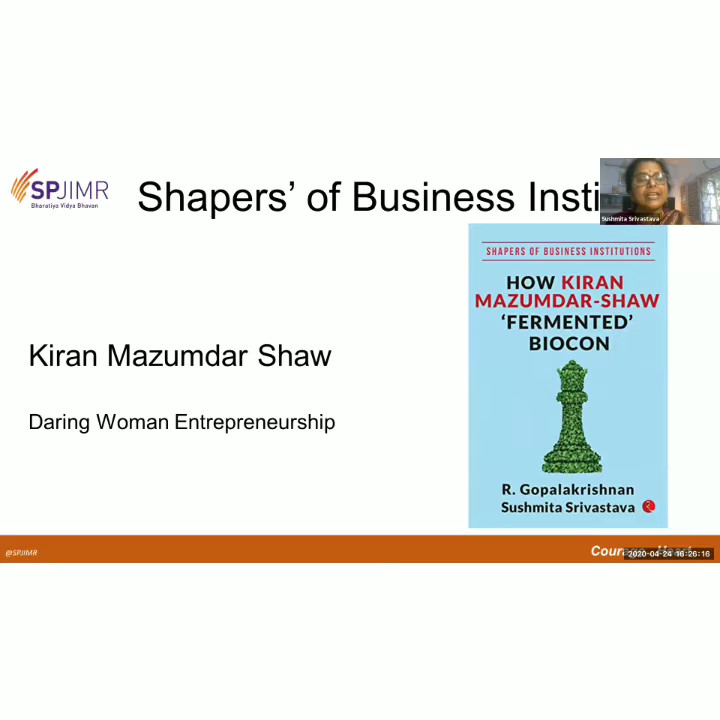 SPJIMR
Bharatiya Vidya Bhavan
Shapers’ of Business Insti
Sushmita Srivastava
SHAPERS OF BUSINESS INSTITUTIONS
HOW KIRAN
MAZUMDAR-SHAW
‘FERMENTED’
BIOCON
Kiran Mazumdar Shaw
Daring Woman Entrepreneurship
R. Gopalakrishnan
Sushmita Srivastava
@SPJIMR
2020-04-24 16:26:16